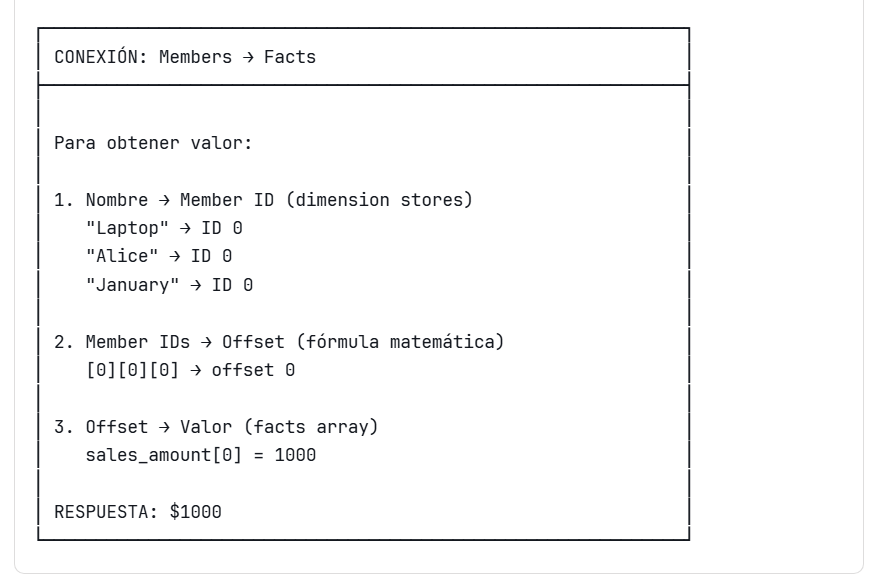 CONEXIÓN: Members → Facts
Para obtener valor:
1. Nombre → Member ID (dimension stores)
"Laptop" → ID 0
"Alice" → ID 0
"January" → ID 0
2. Member IDs → Offset (fórmula matemática)
[0][0][0] → offset 0
3. Offset → Valor (facts array)
sales_amount[0] = 1000
RESPUESTA: $1000